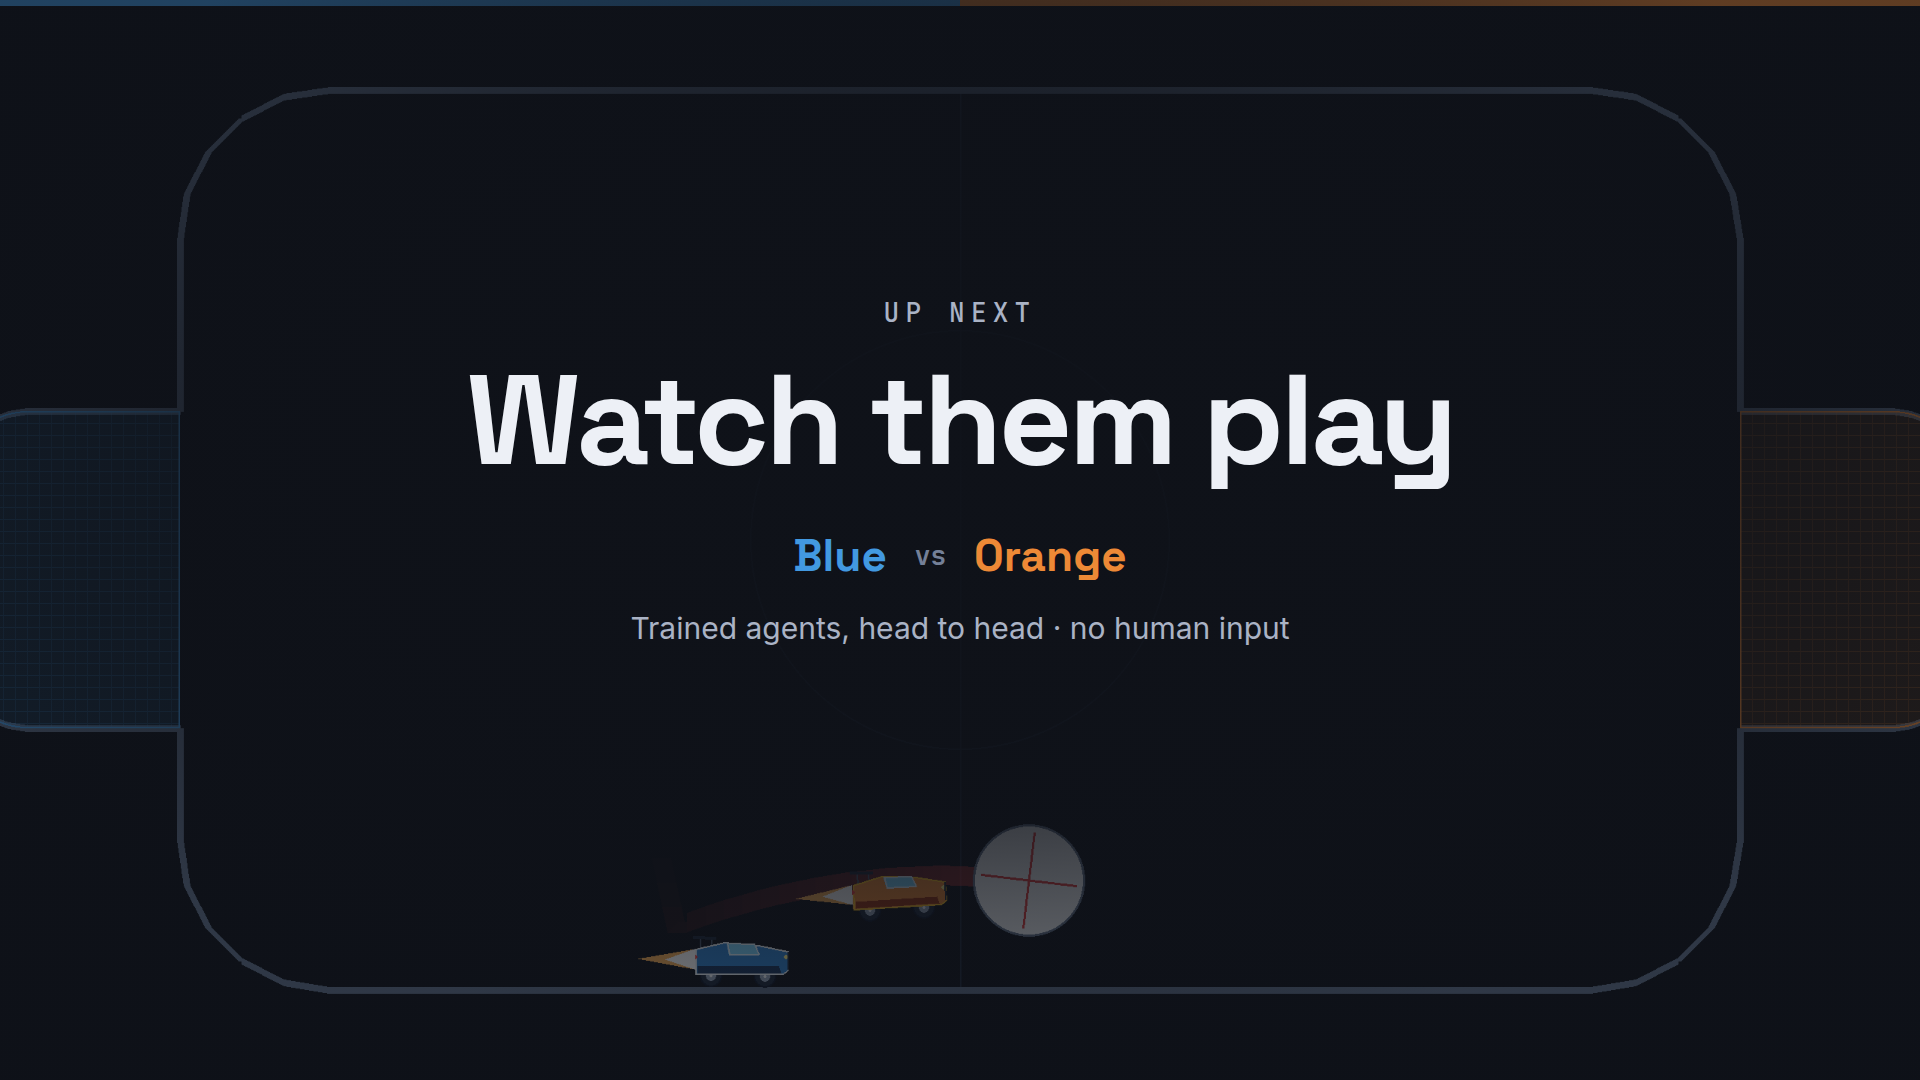 UP NEXT
Watch them play
Blue vs Orange
Trained agents, head to head · no human input